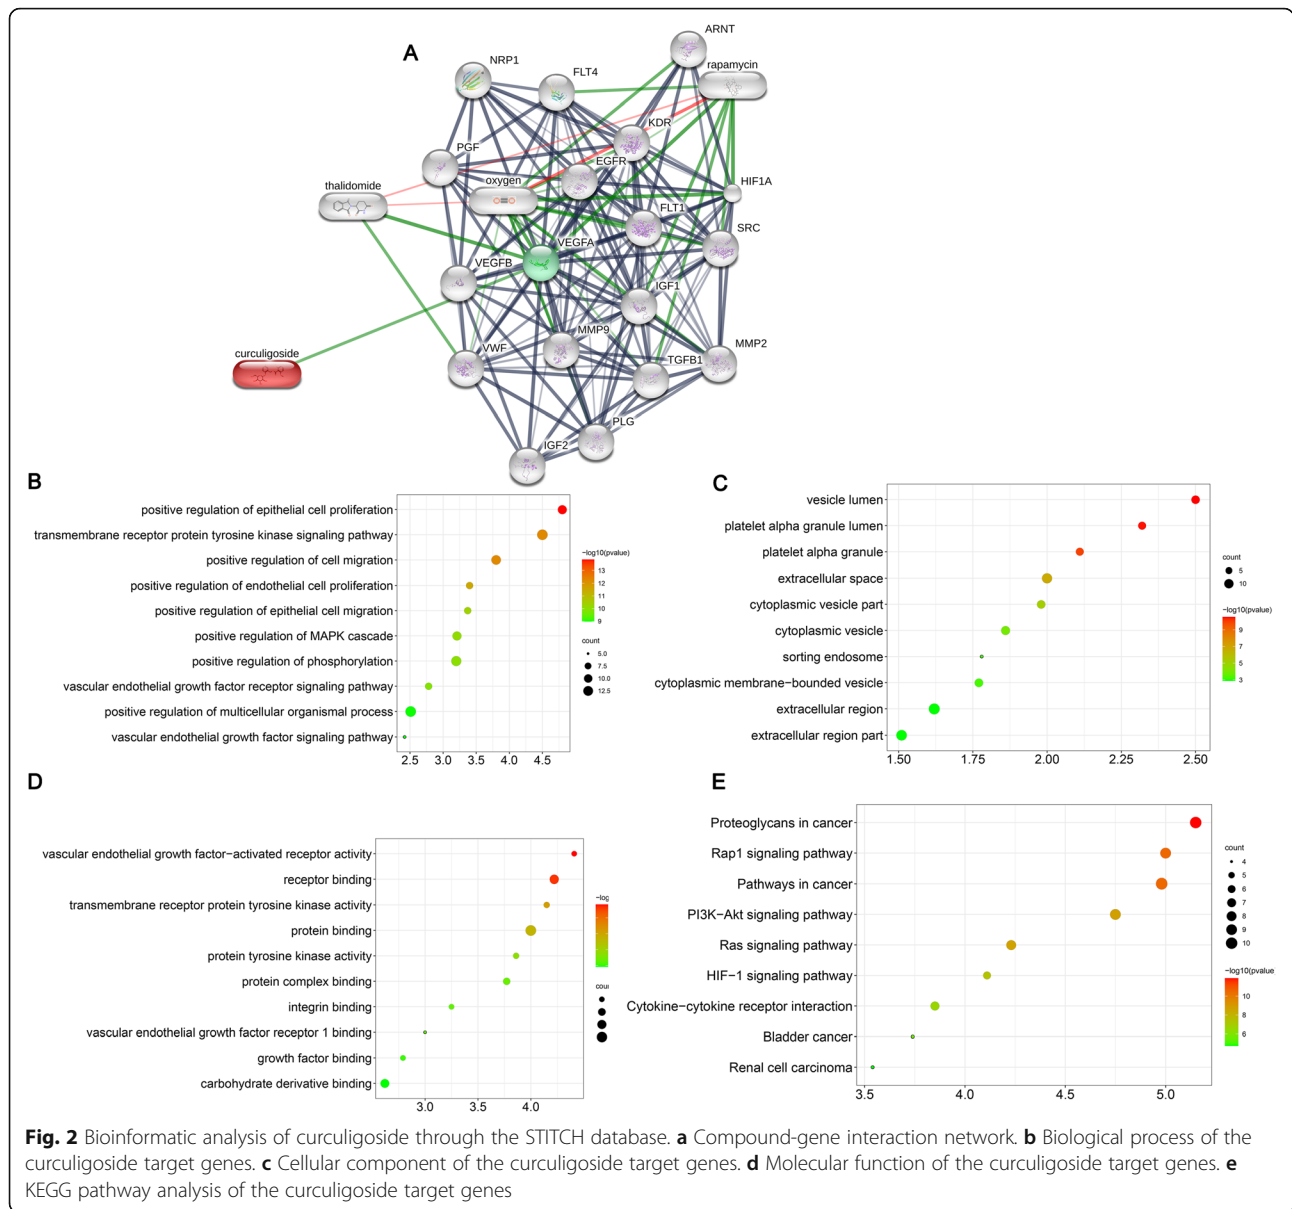 A
ARNT
NRP1
FLT4
rapamycin
KDR
PGF
EGFR
thalidomide
oxygen
HIF1A
FLT1
SRC
VEGFA
VEGFB
IGF1
MMP9
curculigoside
VWF
TGFB1
MMP2
PLG
IGF2
B
positive regulation of epithelial cell proliferation
transmembrane receptor protein tyrosine kinase signaling pathway
positive regulation of cell migration
positive regulation of endothelial cell proliferation
positive regulation of epithelial cell migration
positive regulation of MAPK cascade
positive regulation of phosphorylation
vascular endothelial growth factor receptor signaling pathway
positive regulation of multicellular organismal process
vascular endothelial growth factor signaling pathway
2.5 3.0 3.5 4.0 4.5
−log10(pvalue)
13
12
11
10
9
count
5.0
7.5
10.0
12.5
C
vesicle lumen
platelet alpha granule lumen
platelet alpha granule
extracellular space
cytoplasmic vesicle part
cytoplasmic vesicle
sorting endosome
cytoplasmic membrane−bounded vesicle
extracellular region
extracellular region part
1.50 1.75 2.00 2.25 2.50
count
5
10
−log10(pvalue)
9
7
5
3
D
vascular endothelial growth factor−activated receptor activity
receptor binding
transmembrane receptor protein tyrosine kinase activity
protein binding
protein tyrosine kinase activity
protein complex binding
integrin binding
vascular endothelial growth factor receptor 1 binding
growth factor binding
carbohydrate derivative binding
3.0 3.5 4.0
−log
cour
E
Proteoglycans in cancer
Rap1 signaling pathway
Pathways in cancer
PI3K−Akt signaling pathway
Ras signaling pathway
HIF−1 signaling pathway
Cytokine−cytokine receptor interaction
Bladder cancer
Renal cell carcinoma
3.5 4.0 4.5 5.0
count
4
5
6
7
8
9
10
−log10(pvalue
10
8
6
Fig. 2 Bioinformatic analysis of curculigoside through the STITCH database. a Compound-gene interaction network. b Biological process of the
curculigoside target genes. c Cellular component of the curculigoside target genes. d Molecular function of the curculigoside target genes. e
KEGG pathway analysis of the curculigoside target genes